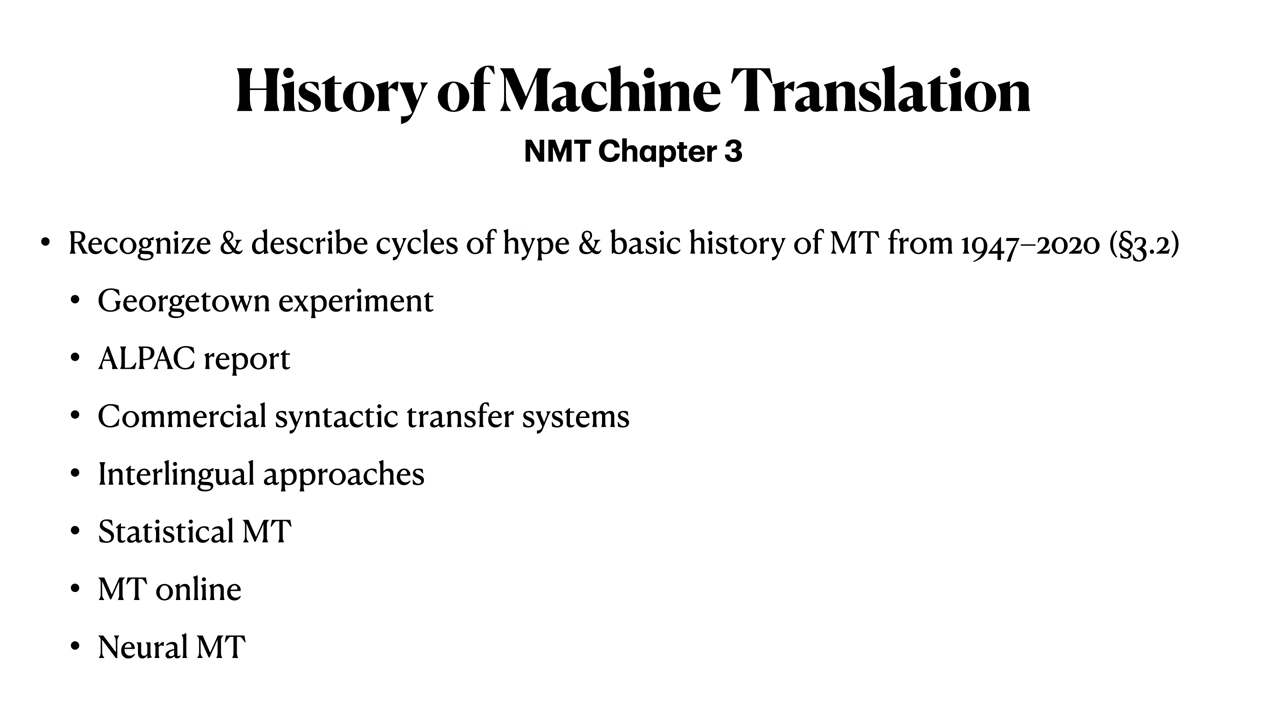 History of Machine Translation
NMT Chapter 3
• Recognize & describe cycles of hype & basic history of MT from 1947–2020 (§3.2)
• Georgetown experiment
• ALPAC report
• Commercial syntactic transfer systems
• Interlingual approaches
• Statistical MT
• MT online
• Neural MT